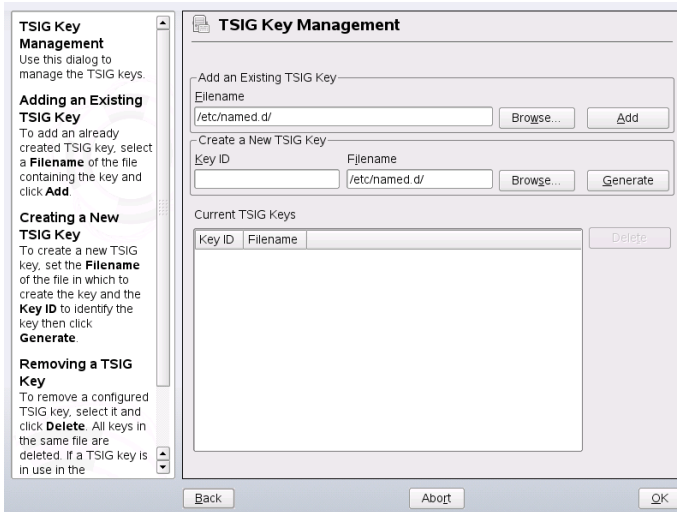 TSIG Key
Management
Use this dialog to
manage the TSIG keys.
Adding an Existing
TSIG Key
To add an already
created TSIG key, select
a Filename of the file
containing the key and
click Add.
Creating a New
TSIG Key
To create a new TSIG
key, set the Filename
of the file in which to
create the key and the
Key ID to identify the
key then click
Generate.
Removing a TSIG
Key
To remove a configured
TSIG key, select it and
click Delete. All keys in
the same file are
deleted. If a TSIG key is
in use in the
TSIG Key Management
Add an Existing TSIG Key
Filename
/etc/named.d/ Browse... Add
Create a New TSIG Key
Key ID Filename
/etc/named.d/ Browse... Generate
Current TSIG Keys
Key ID Filename Delete
Back Abort OK